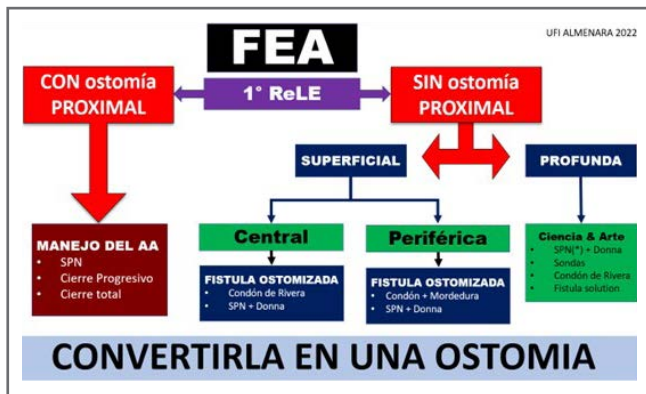 UFI ALMENARA 2022
FEA
1° ReLE
CON ostomía
PROXIMAL
SIN ostomía
PROXIMAL
SUPERFICIAL
PROFUNDA
MANEJO DEL AA
• SPN
• Cierre Progresivo
• Cierre total
Central
FISTULA OSTOMIZADA
• Condón de Rivera
• SPN + Donna
Periférica
FISTULA OSTOMIZADA
• Condón + Mordedura
• SPN + Donna
Ciencia & Arte
• SPN(*) + Donna
• Sondas
• Condón de Rivera
• Fistula solution
CONVERTIRLA EN UNA OSTOMIA